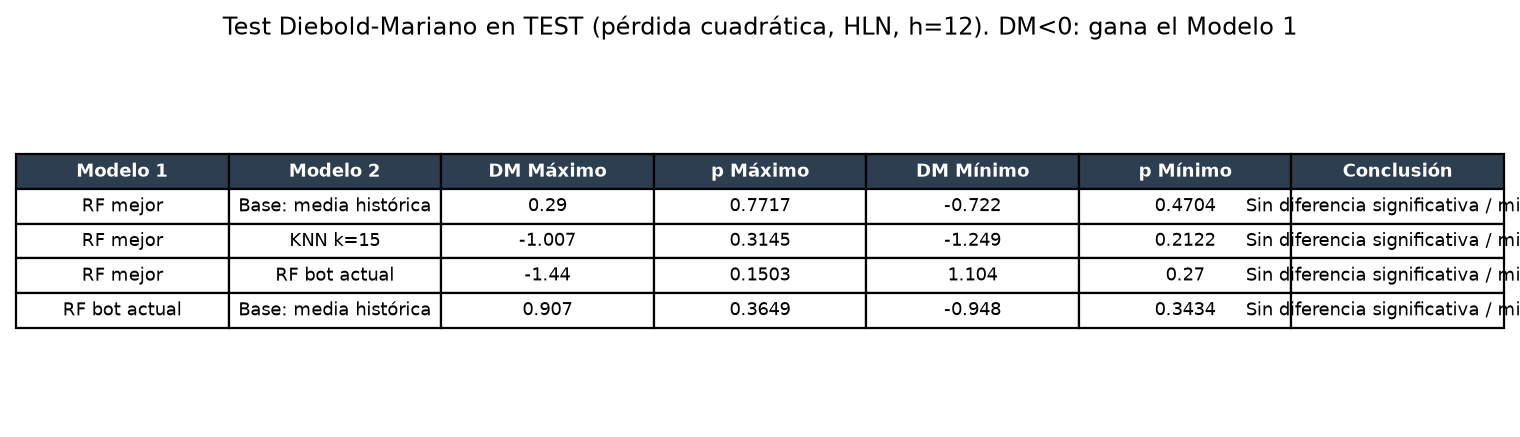 Test Diebold-Mariano en TEST (pérdida cuadrática, HLN, h=12). DM<0: gana el Modelo 1
Modelo 1 Modelo 2 DM Máximo p Máximo DM Mínimo p Mínimo Conclusión
RF mejor Base: media histórica 0.29 0.7717 -0.722 0.4704 Sin diferencia significativa / mi
RF mejor KNN k=15 -1.007 0.3145 -1.249 0.2122 Sin diferencia significativa / mi
RF mejor RF bot actual -1.44 0.1503 1.104 0.27 Sin diferencia significativa / mi
RF bot actual Base: media histórica 0.907 0.3649 -0.948 0.3434 Sin diferencia significativa / mi